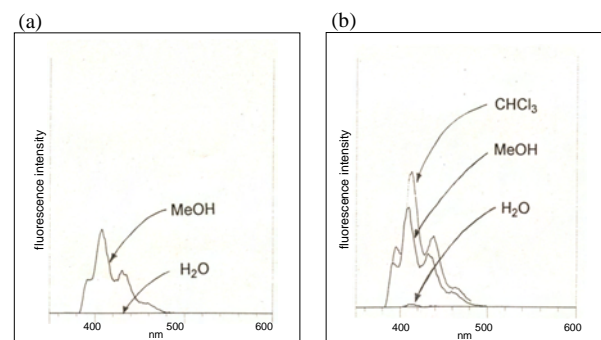 (a)
fluorescence intensity
MeOH
H₂O
400
500
600
nm
(b)
fluorescence intensity
CHCl₃
MeOH
H₂O
400
500
600
nm